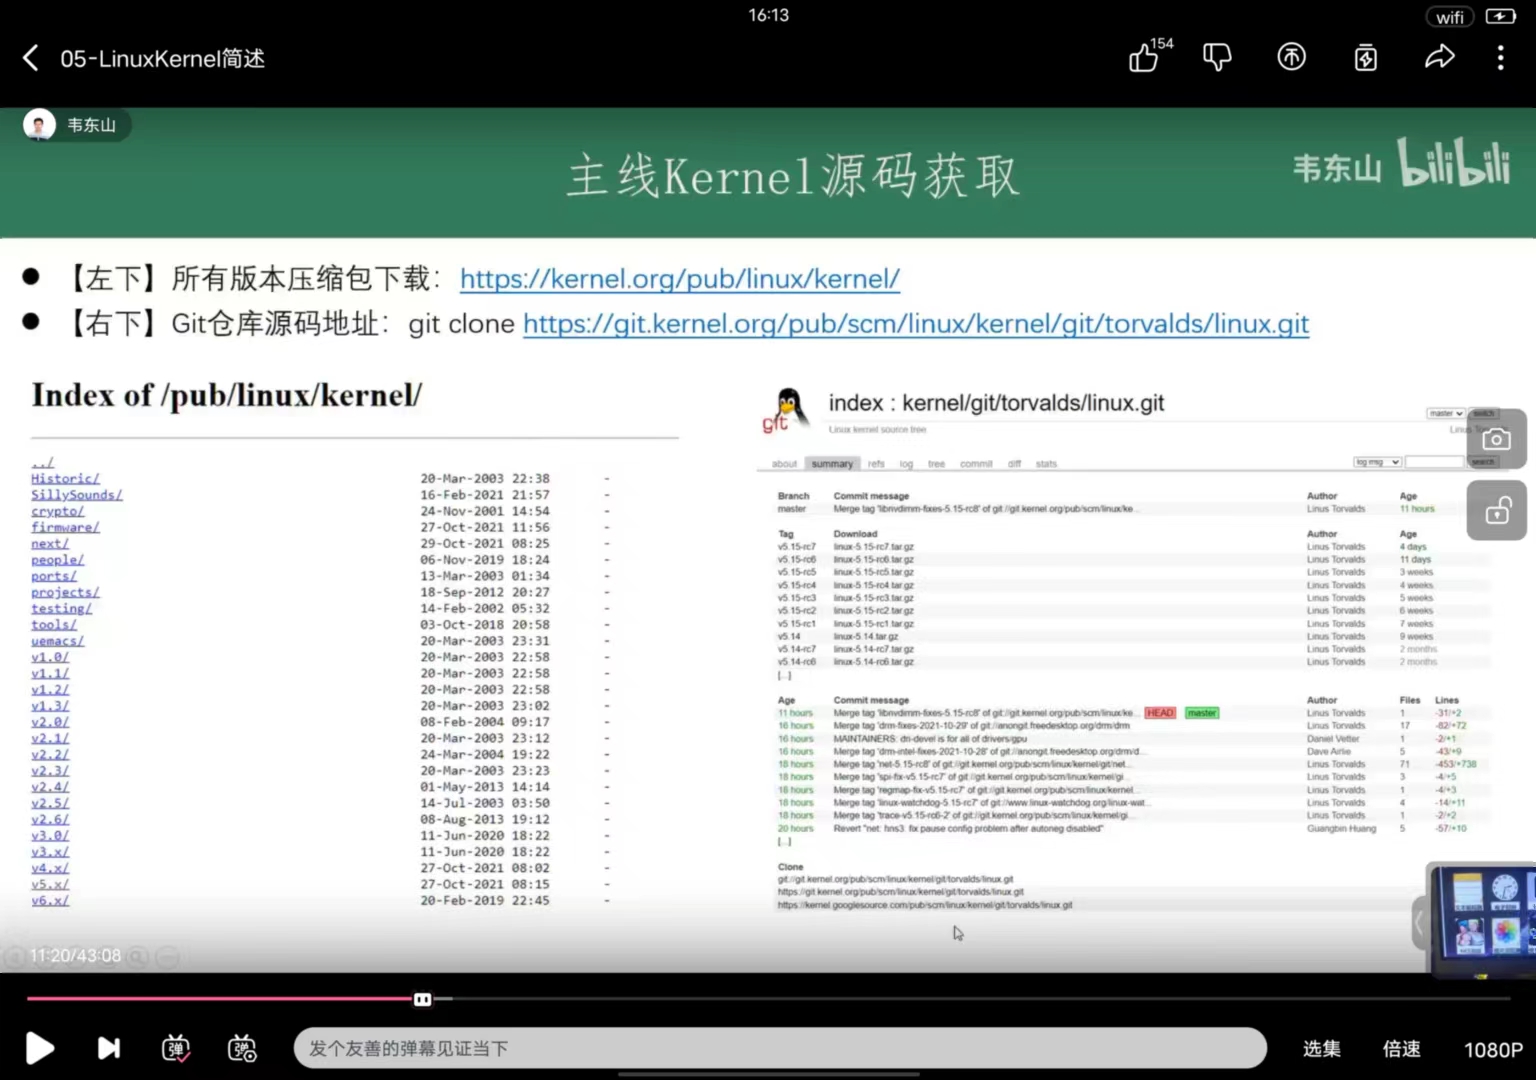 16:13
wifi
05-LinuxKernel简述
154
韦东山
主线Kernel源码获取
韦东山 bilibili
【左下】所有版本压缩包下载：https://kernel.org/pub/linux/kernel/
【右下】Git仓库源码地址：git clone https://git.kernel.org/pub/scm/linux/kernel/git/torvalds/linux.git
Index of /pub/linux/kernel/
../
Historic/ 20-Mar-2003 22:38 -
SillySounds/ 16-Feb-2021 21:57 -
crypto/ 24-Nov-2001 14:54 -
firmware/ 27-Oct-2021 11:56 -
next/ 29-Oct-2021 08:25 -
people/ 06-Nov-2019 18:24 -
ports/ 13-Mar-2003 01:34 -
projects/ 18-Sep-2012 20:27 -
testing/ 14-Feb-2002 05:32 -
tools/ 03-Oct-2018 20:58 -
uemacs/ 20-Mar-2003 23:31 -
v1.0/ 20-Mar-2003 22:58 -
v1.1/ 20-Mar-2003 22:58 -
v1.2/ 20-Mar-2003 22:58 -
v1.3/ 20-Mar-2003 23:02 -
v2.0/ 08-Feb-2004 09:17 -
v2.1/ 20-Mar-2003 23:12 -
v2.2/ 24-Mar-2004 19:22 -
v2.3/ 20-Mar-2003 23:23 -
v2.4/ 01-May-2013 14:14 -
v2.5/ 14-Jul-2003 03:50 -
v2.6/ 08-Aug-2013 19:12 -
v3.0/ 11-Jun-2020 18:22 -
v3.x/ 11-Jun-2020 18:22 -
v4.x/ 27-Oct-2021 08:02 -
v5.x/ 27-Oct-2021 08:15 -
v6.x/ 20-Feb-2019 22:45 -
git
index : kernel/git/torvalds/linux.git
master switch
Linux kernel source tree
Linus
about summary refs log tree commit diff stats
log msg search
Branch Commit message Author Age
master Merge tag 'libnvdimm-fixes-5.15-rc8' of git://git.kernel.org/pub/scm/linux/ke... Linus Torvalds 11 hours
Tag Download Author Age
v5.15-rc7 linux-5.15-rc7.tar.gz Linus Torvalds 4 days
v5.15-rc6 linux-5.15-rc6.tar.gz Linus Torvalds 11 days
v5.15-rc5 linux-5.15-rc5.tar.gz Linus Torvalds 3 weeks
v5.15-rc4 linux-5.15-rc4.tar.gz Linus Torvalds 4 weeks
v5.15-rc3 linux-5.15-rc3.tar.gz Linus Torvalds 5 weeks
v5.15-rc2 linux-5.15-rc2.tar.gz Linus Torvalds 6 weeks
v5.15-rc1 linux-5.15-rc1.tar.gz Linus Torvalds 7 weeks
v5.14 linux-5.14.tar.gz Linus Torvalds 9 weeks
v5.14-rc7 linux-5.14-rc7.tar.gz Linus Torvalds 2 months
v5.14-rc6 linux-5.14-rc6.tar.gz Linus Torvalds 2 months
[...]
Age Commit message Author Files Lines
11 hours Merge tag 'libnvdimm-fixes-5.15-rc8' of git://git.kernel.org/pub/scm/linux/ke... HEAD master Linus Torvalds 1 -31/+2
16 hours Merge tag 'drm-fixes-2021-10-29' of git://anongit.freedesktop.org/drm/drm Linus Torvalds 17 -82/+72
16 hours MAINTAINERS: dri-devel is for all of drivers/gpu Daniel Vetter 1 -2/+1
16 hours Merge tag 'drm-intel-fixes-2021-10-28' of git://anongit.freedesktop.org/drm/d... Dave Airlie 5 -43/+9
18 hours Merge tag 'net-5.15-rc8' of git://git.kernel.org/pub/scm/linux/kernel/git/net... Linus Torvalds 71 -453/+738
18 hours Merge tag 'spi-fix-v5.15-rc7' of git://git.kernel.org/pub/scm/linux/kernel/gi... Linus Torvalds 3 -4/+5
18 hours Merge tag 'regmap-fix-v5.15-rc7' of git://git.kernel.org/pub/scm/linux/kernel... Linus Torvalds 1 -4/+3
18 hours Merge tag 'linux-watchdog-5.15-rc7' of git://www.linux-watchdog.org/linux-wat... Linus Torvalds 4 -14/+11
18 hours Merge tag 'trace-v5.15-rc6-2' of git://git.kernel.org/pub/scm/linux/kernel/gi... Linus Torvalds 1 -2/+2
20 hours Revert "net: hns3: fix pause config problem after autoneg disabled" Guangbin Huang 5 -57/+10
[...]
Clone
git://git.kernel.org/pub/scm/linux/kernel/git/torvalds/linux.git
https://git.kernel.org/pub/scm/linux/kernel/git/torvalds/linux.git
https://kernel.googlesource.com/pub/scm/linux/kernel/git/torvalds/linux.git
11:20/43:08
弹
弹
发个友善的弹幕见证当下
选集
倍速
1080P